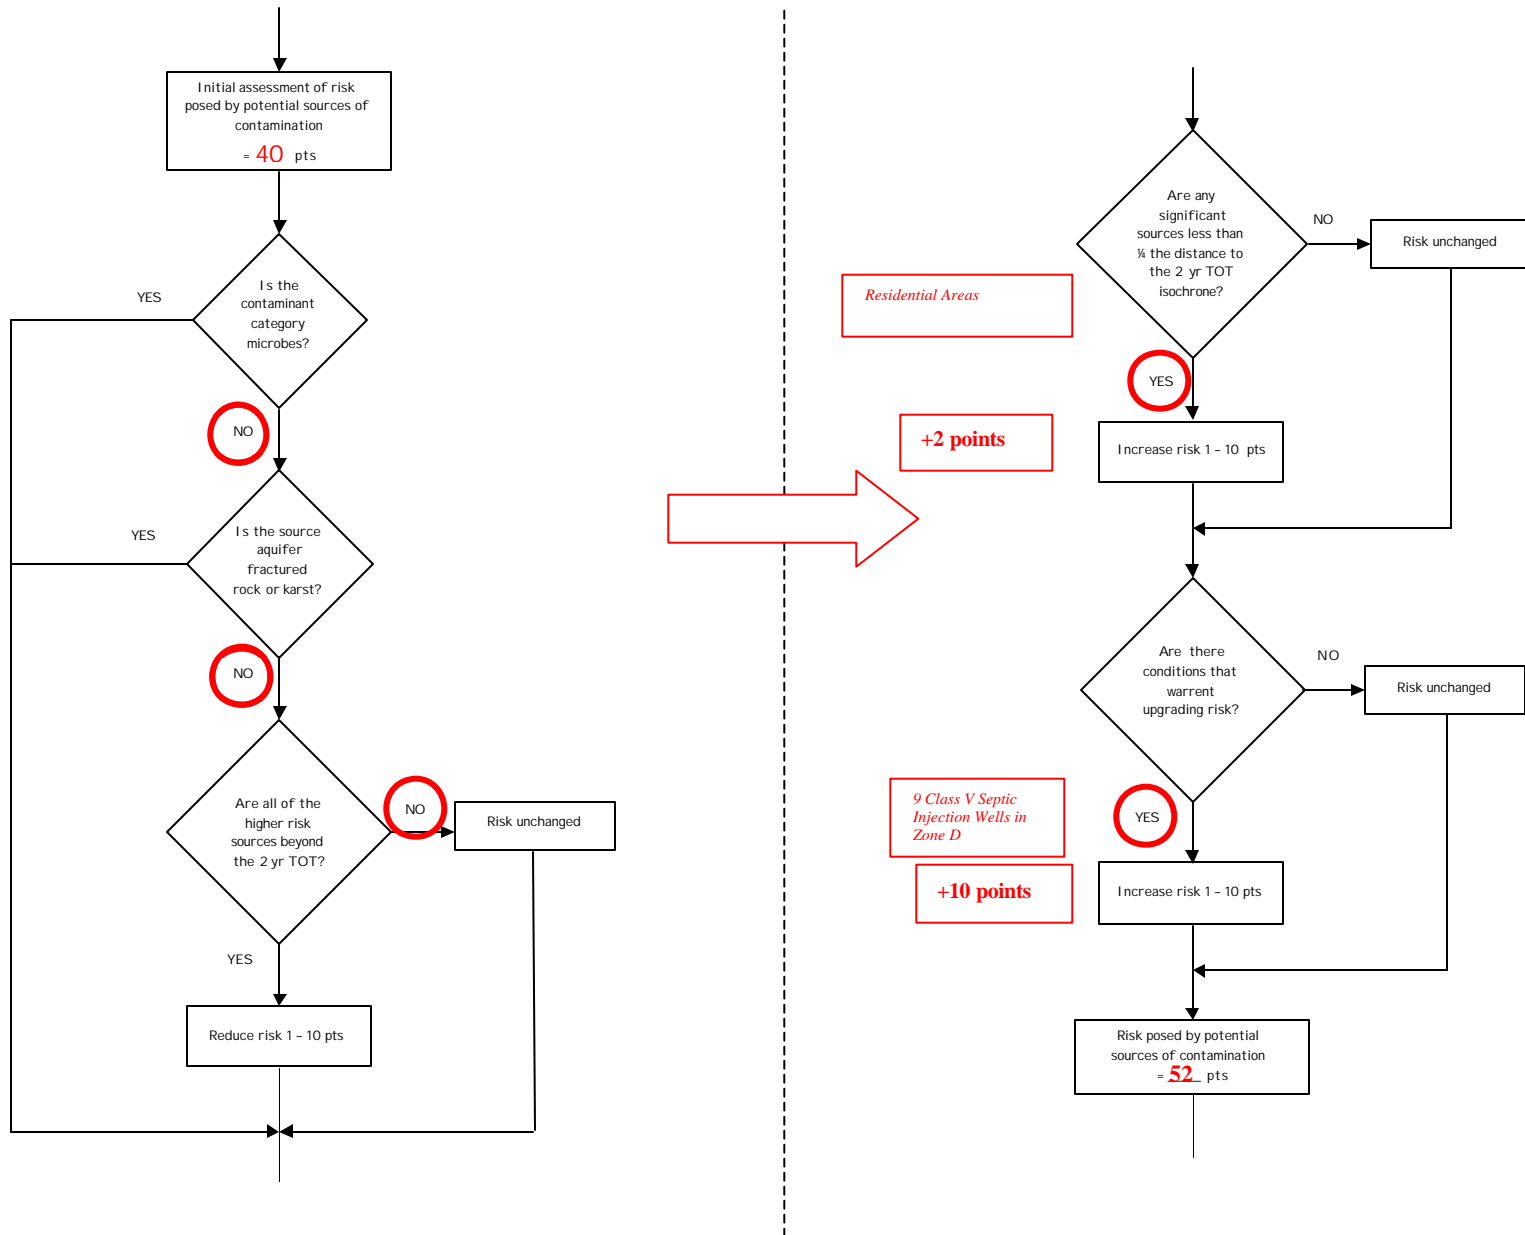 Initial assessment of risk
posed by potential sources of
contamination
= 40 pts
Is the
contaminant
category
microbes?
YES
NO
Is the source
aquifer
fractured
rock or karst?
YES
NO
Are all of the
higher risk
sources beyond
the 2 yr TOT?
NO
Risk unchanged
YES
Reduce risk 1 – 10 pts
Are any
significant
sources less than
¼ the distance to
the 2 yr TOT
isochrone?
NO
Risk unchanged
Residential Areas
YES
+2 points
Increase risk 1 – 10 pts
Are there
conditions that
warrent
upgrading risk?
NO
Risk unchanged
9 Class V Septic
Injection Wells in
Zone D
YES
+10 points
Increase risk 1 – 10 pts
Risk posed by potential
sources of contamination
= 52 pts